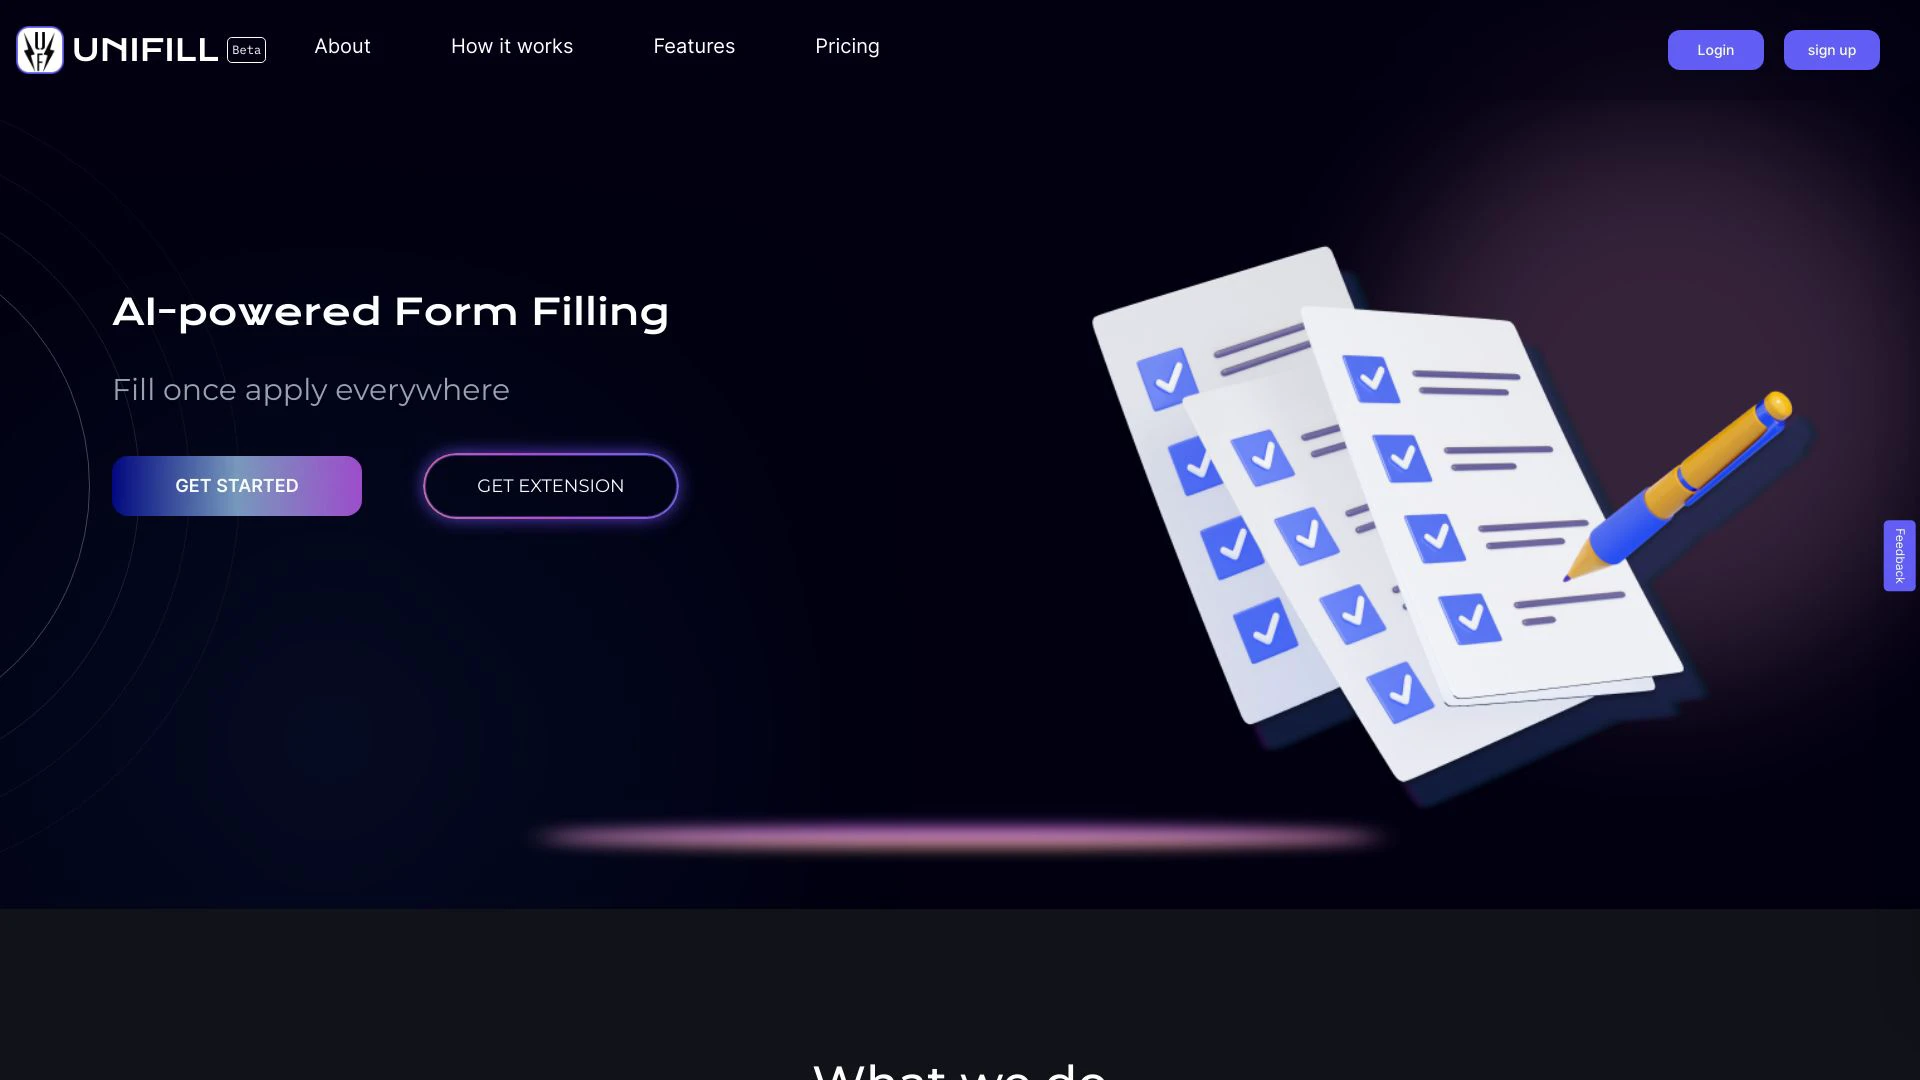 UNIFILL Beta
About
How it works
Features
Pricing
Login
sign up
AI-powered Form Filling
Fill once apply everywhere
GET STARTED
GET EXTENSION
Feedback
What we do